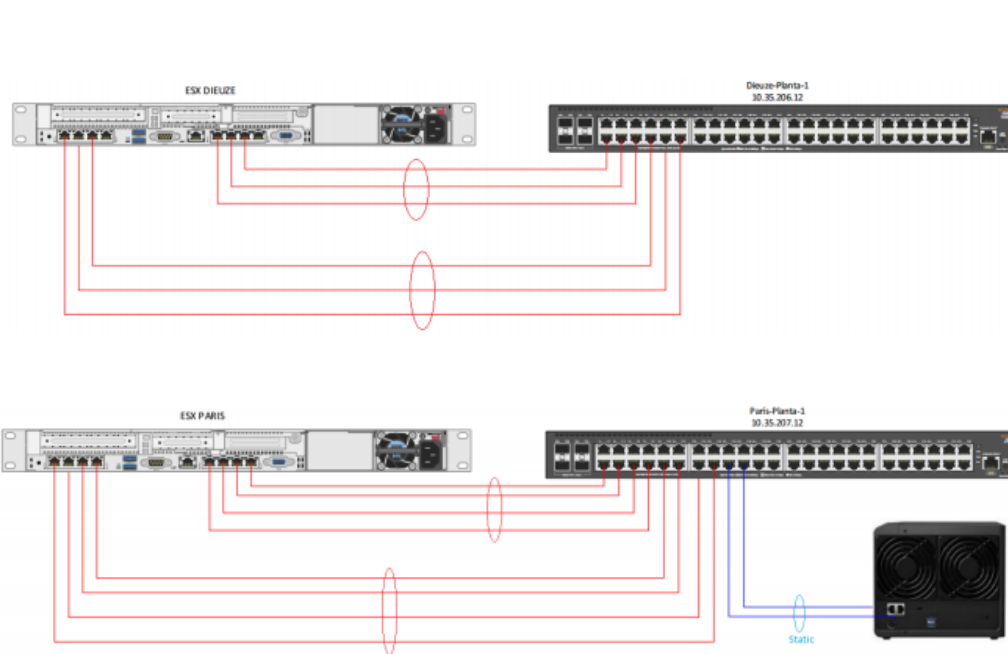 ESX DIEUZE
Dieuze-Planta-1
10.35.206.12
ESX PARIS
Paris-Planta-1
10.35.207.12
Static